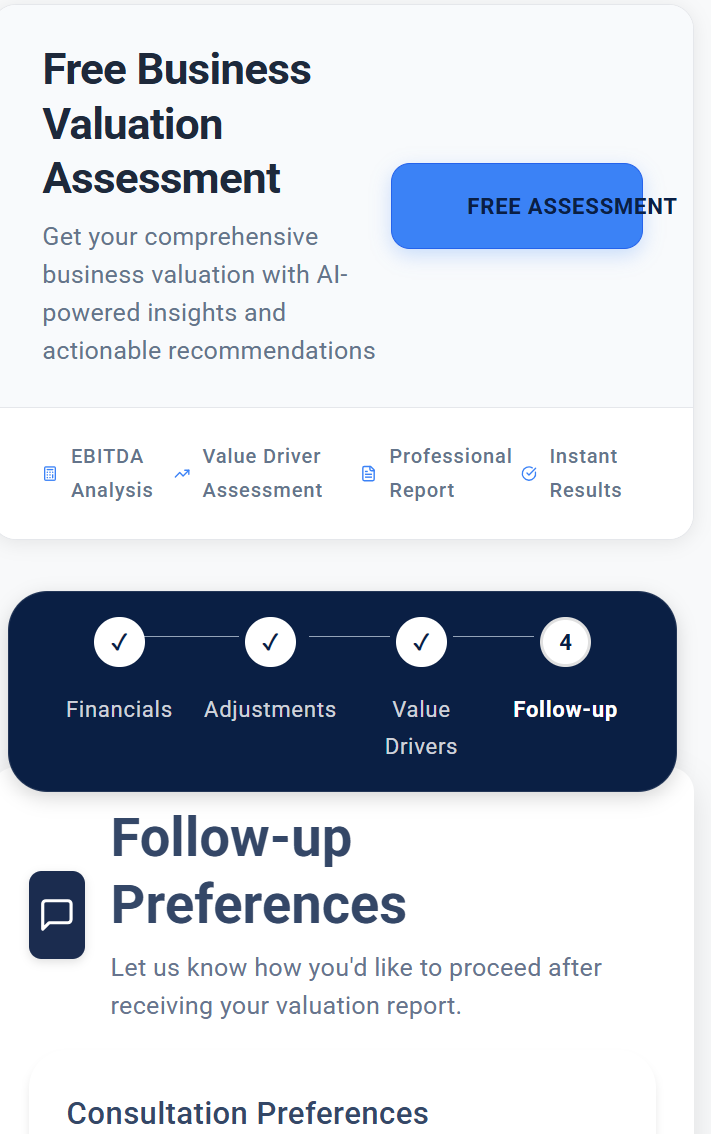 Free Business
Valuation
Assessment
Get your comprehensive
business valuation with AI-
powered insights and
actionable recommendations
FREE ASSESSMENT
EBITDA
Analysis
Value Driver
Assessment
Professional
Report
Instant
Results
✓
✓
✓
4
Financials
Adjustments
Value
Drivers
Follow-up
Follow-up
Preferences
Let us know how you'd like to proceed after
receiving your valuation report.
Consultation Preferences